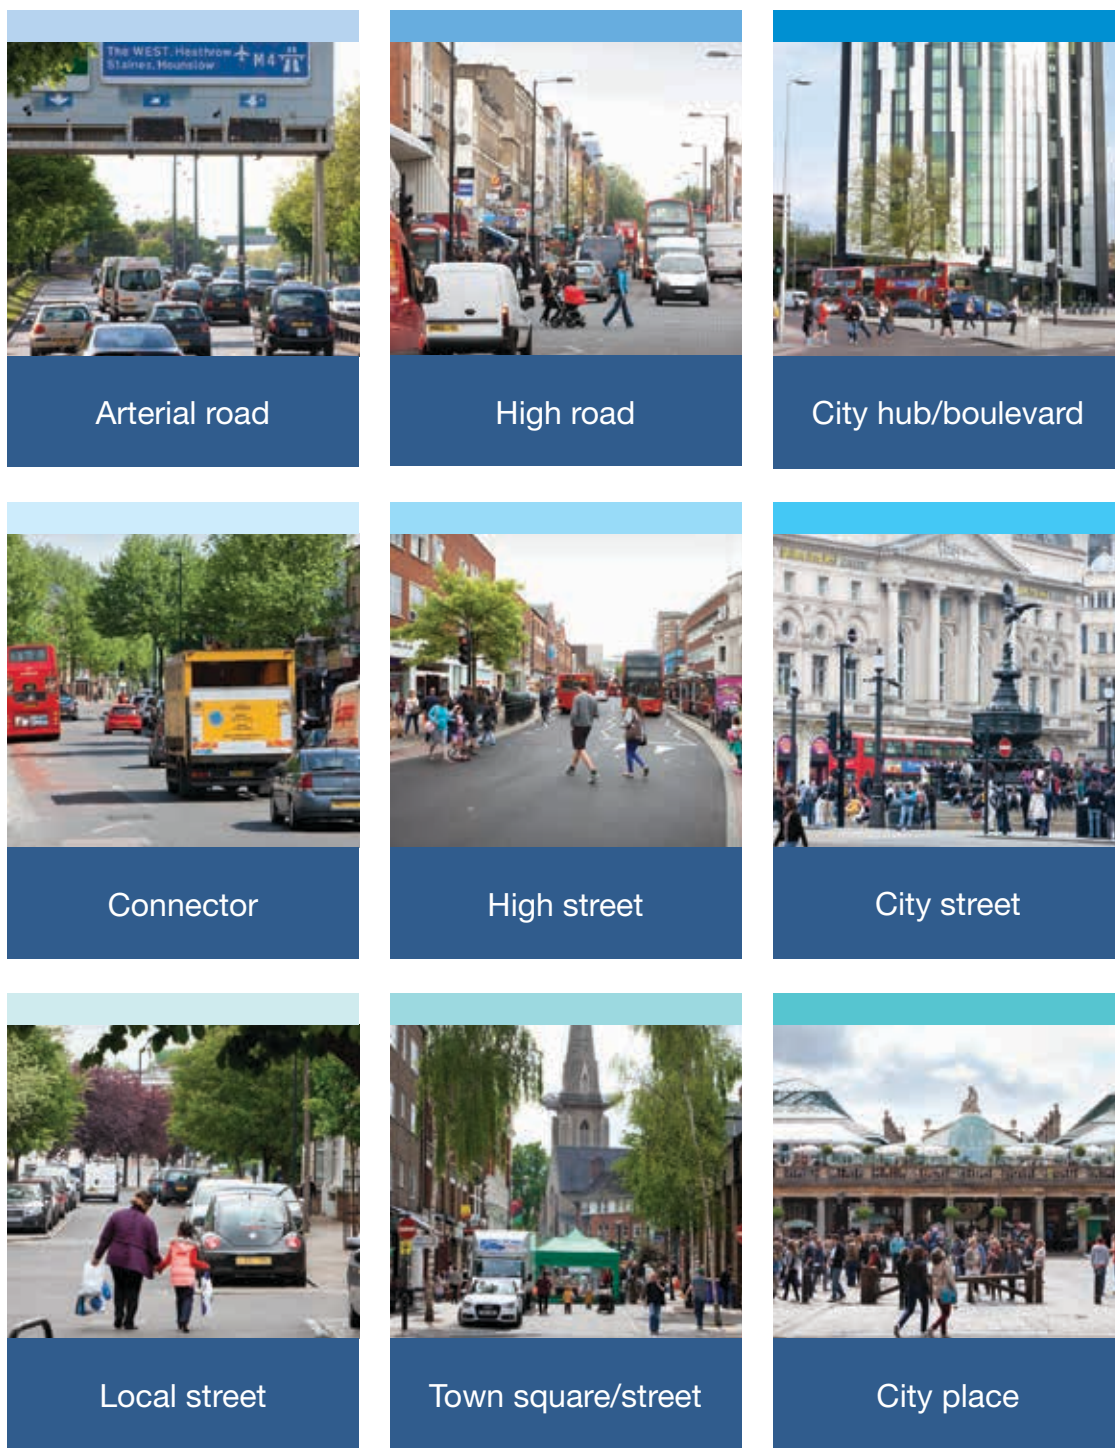 The WEST, Heathrow
Staines, Hounslow
M4
Arterial road
High road
City hub/boulevard
Connector
High street
City street
Local street
Town square/street
City place